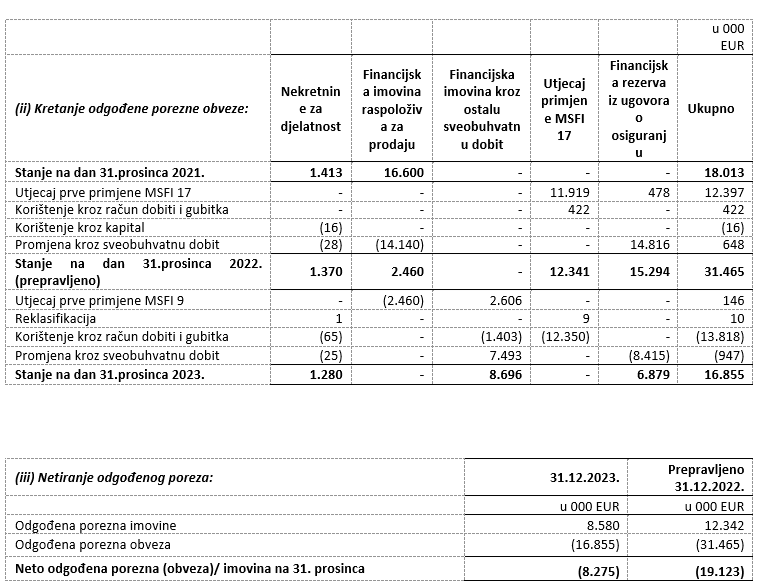 u 000
EUR
(ii) Kretanje odgođene porezne obveze:
Nekretnin
e za
djelatnost
Financijsk
a imovina
raspoloživ
a za
prodaju
Financijska
imovina kroz
ostalu
sveobuhvatn
u dobit
Utjecaj
primjen
e MSFI
17
Financijsk
a rezerva
iz ugovora
o
osiguranj
u
Ukupno
Stanje na dan 31.prosinca 2021. 1.413 16.600 - - - 18.013
Utjecaj prve primjene MSFI 17 - - - 11.919 478 12.397
Korištenje kroz račun dobiti i gubitka - - - 422 - 422
Korištenje kroz kapital (16) - - - - (16)
Promjena kroz sveobuhvatnu dobit (28) (14.140) - - 14.816 648
Stanje na dan 31.prosinca 2022.
(prepravljeno) 1.370 2.460 - 12.341 15.294 31.465
Utjecaj prve primjene MSFI 9 - (2.460) 2.606 - - 146
Reklasifikacija 1 - - 9 - 10
Korištenje kroz račun dobiti i gubitka (65) - (1.403) (12.350) - (13.818)
Promjena kroz sveobuhvatnu dobit (25) - 7.493 - (8.415) (947)
Stanje na dan 31.prosinca 2023. 1.280 - 8.696 - 6.879 16.855
(iii) Netiranje odgođenog poreza: 31.12.2023. Prepravljeno
31.12.2022.
u 000 EUR u 000 EUR
Odgođena porezna imovine 8.580 12.342
Odgođena porezna obveza (16.855) (31.465)
Neto odgođena porezna (obveza)/ imovina na 31. prosinca (8.275) (19.123)